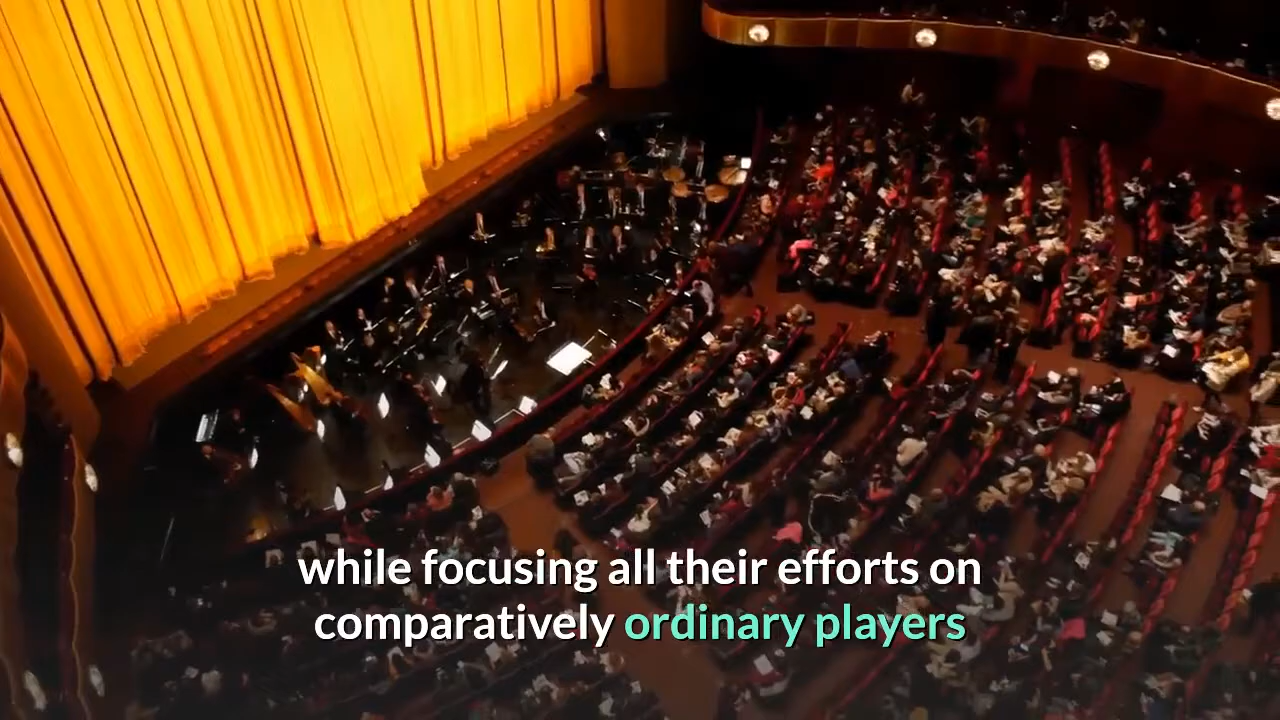 while focusing all their efforts on
comparatively ordinary players